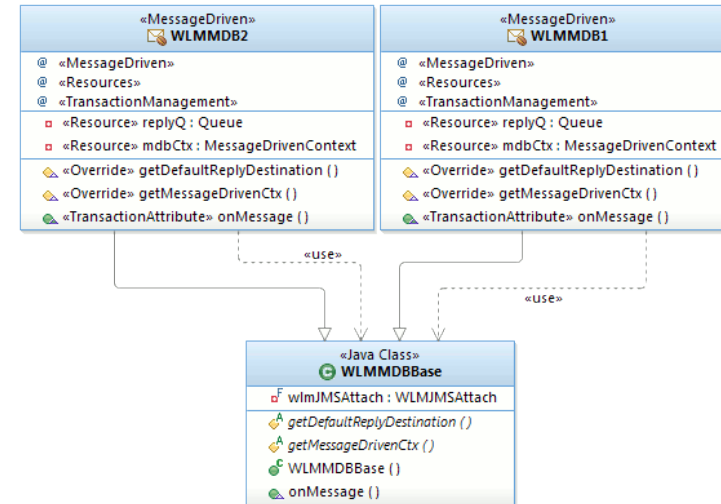 «MessageDriven»
WLMMDB2
@ «MessageDriven»
@ «Resources»
@ «TransactionManagement»
«Resource» replyQ : Queue
«Resource» mdbCtx : MessageDrivenContext
«Override» getDefaultReplyDestination ( )
«Override» getMessageDrivenCtx ( )
«TransactionAttribute» onMessage ( )
«MessageDriven»
WLMMDB1
@ «MessageDriven»
@ «Resources»
@ «TransactionManagement»
«Resource» replyQ : Queue
«Resource» mdbCtx : MessageDrivenContext
«Override» getDefaultReplyDestination ( )
«Override» getMessageDrivenCtx ( )
«TransactionAttribute» onMessage ( )
«use»
«use»
«Java Class»
C WLMMDBBase
F wlmJMSAttach : WLMJMSAttach
A getDefaultReplyDestination ( )
A getMessageDrivenCtx ( )
C WLMMDBBase ( )
onMessage ( )